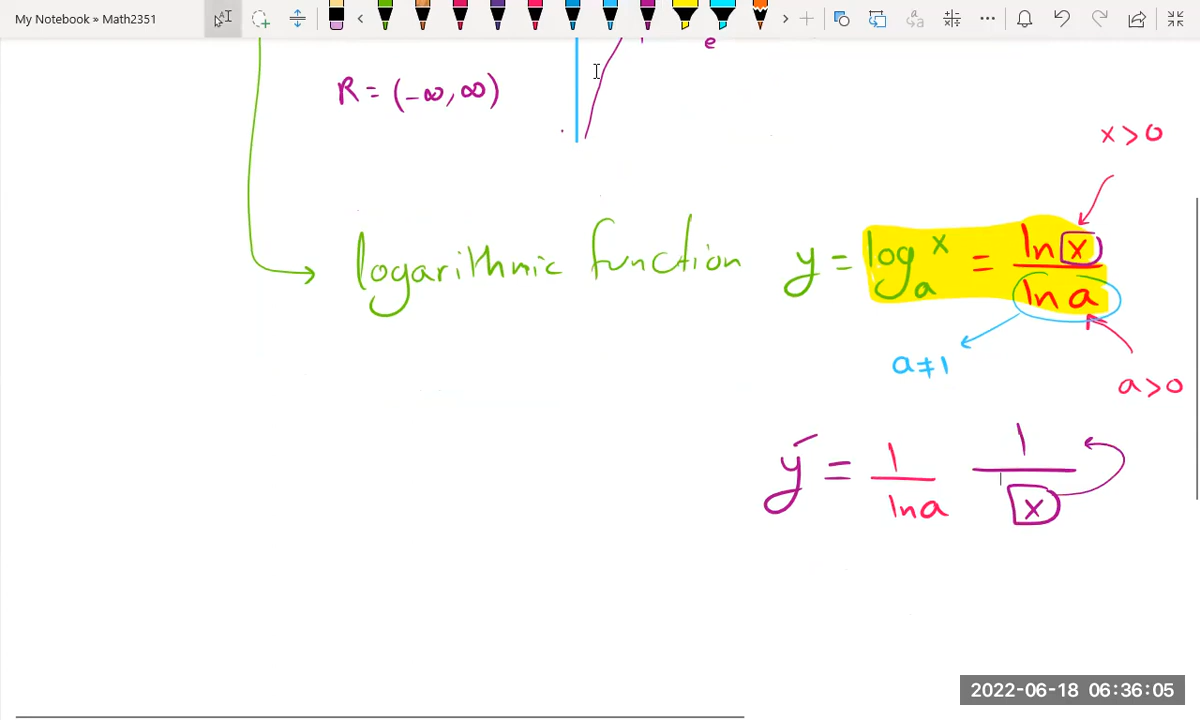 My Notebook » Math2351
e
R = (-∞, ∞)
x > 0
logarithmic function y = log_a^x = ln x / ln a
a ≠ 1
a > 0
y' = 1/ln a 1/x
2022-06-18 06:36:05